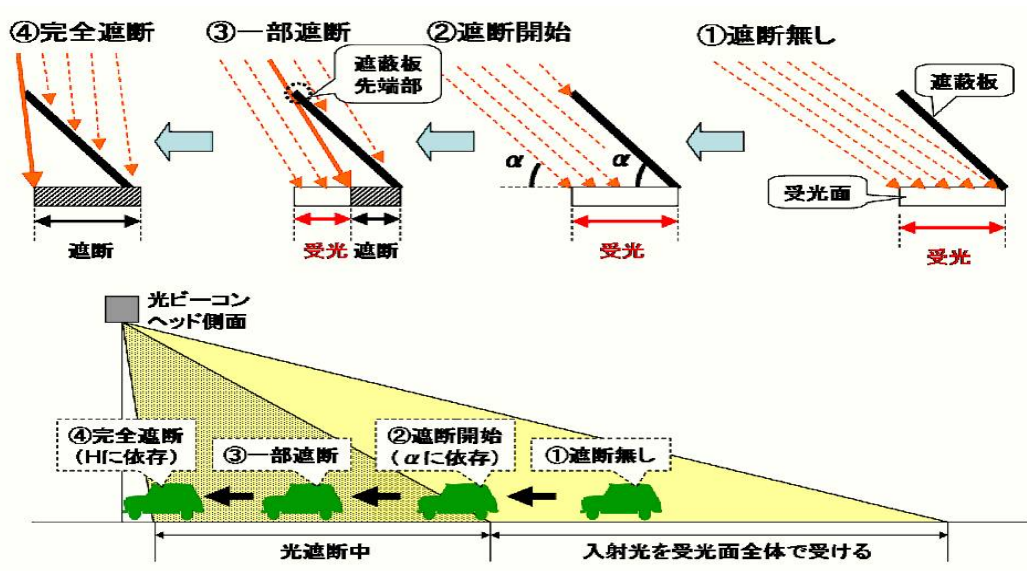 ④完全遮断
③一部遮断
②遮断開始
①遮断無し
遮蔽板
先端部
遮蔽板
α
α
受光面
遮断
受光
遮断
受光
受光
光ビーコン
ヘッド側面
④完全遮断
（Hに依存）
③一部遮断
②遮断開始
（αに依存）
①遮断無し
光遮断中
入射光を受光面全体で受ける